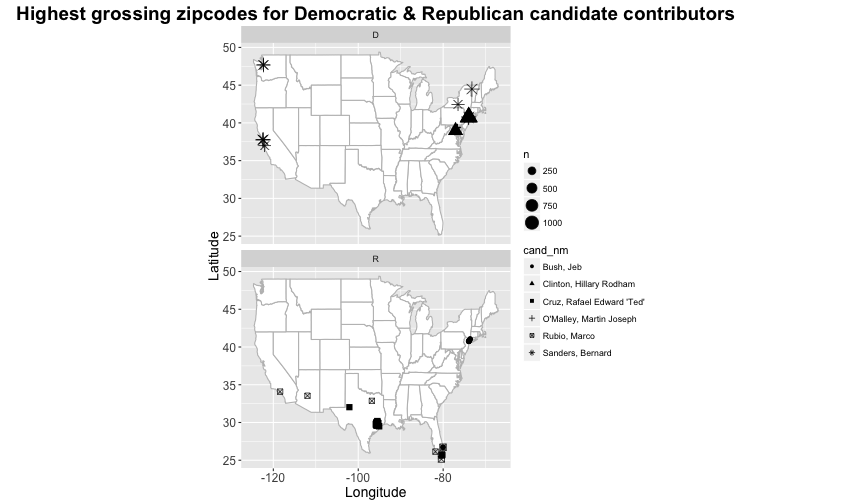 Highest grossing zipcodes for Democratic & Republican candidate contributors
D
50
45
40
35
30
25
R
50
45
40
35
30
25
-120 -100 -80
Longitude
Latitude
n
250
500
750
1000
cand_nm
Bush, Jeb
Clinton, Hillary Rodham
Cruz, Rafael Edward 'Ted'
O'Malley, Martin Joseph
Rubio, Marco
Sanders, Bernard